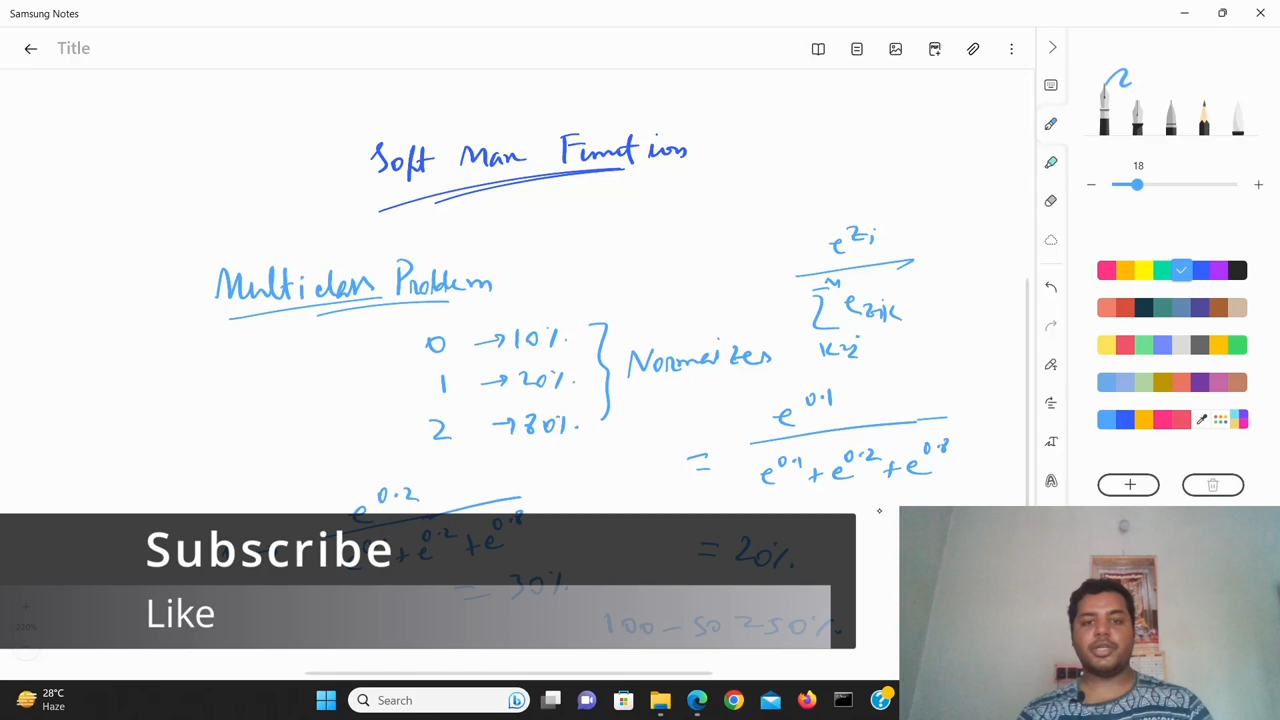 Samsung Notes
Title
18
Soft Max Function
Multiclass Problem
0 → 10%.
1 → 20%.
2 → 80%.
Normalizes
e^zi
Σ e zik
M
k=j
e^0.1
= e^0.1 + e^0.2 + e^0.8
= 20%.
e^0.2
+ e^0.2 + e^0.8
= 30%.
100 - 50 = 50%.
Subscribe
Like
220%
28°C
Haze
Search